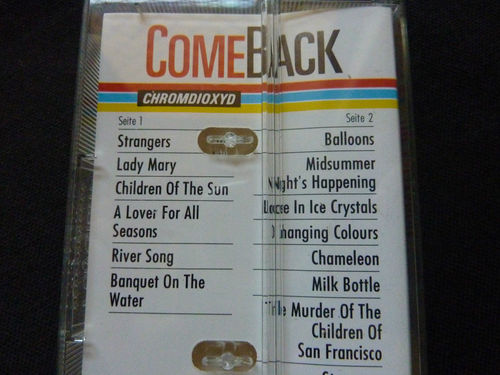 COMEBACK
CHROMDIOXYD
Seite 1
Strangers
Lady Mary
Children Of The Sun
A Lover For All
Seasons
River Song
Banquet On The
Water
Seite 2
Balloons
Midsummer
Night's Happening
In Ice Crystals
Changing Colours
Chameleon
Milk Bottle
The Murder Of The
Children Of
San Francisco